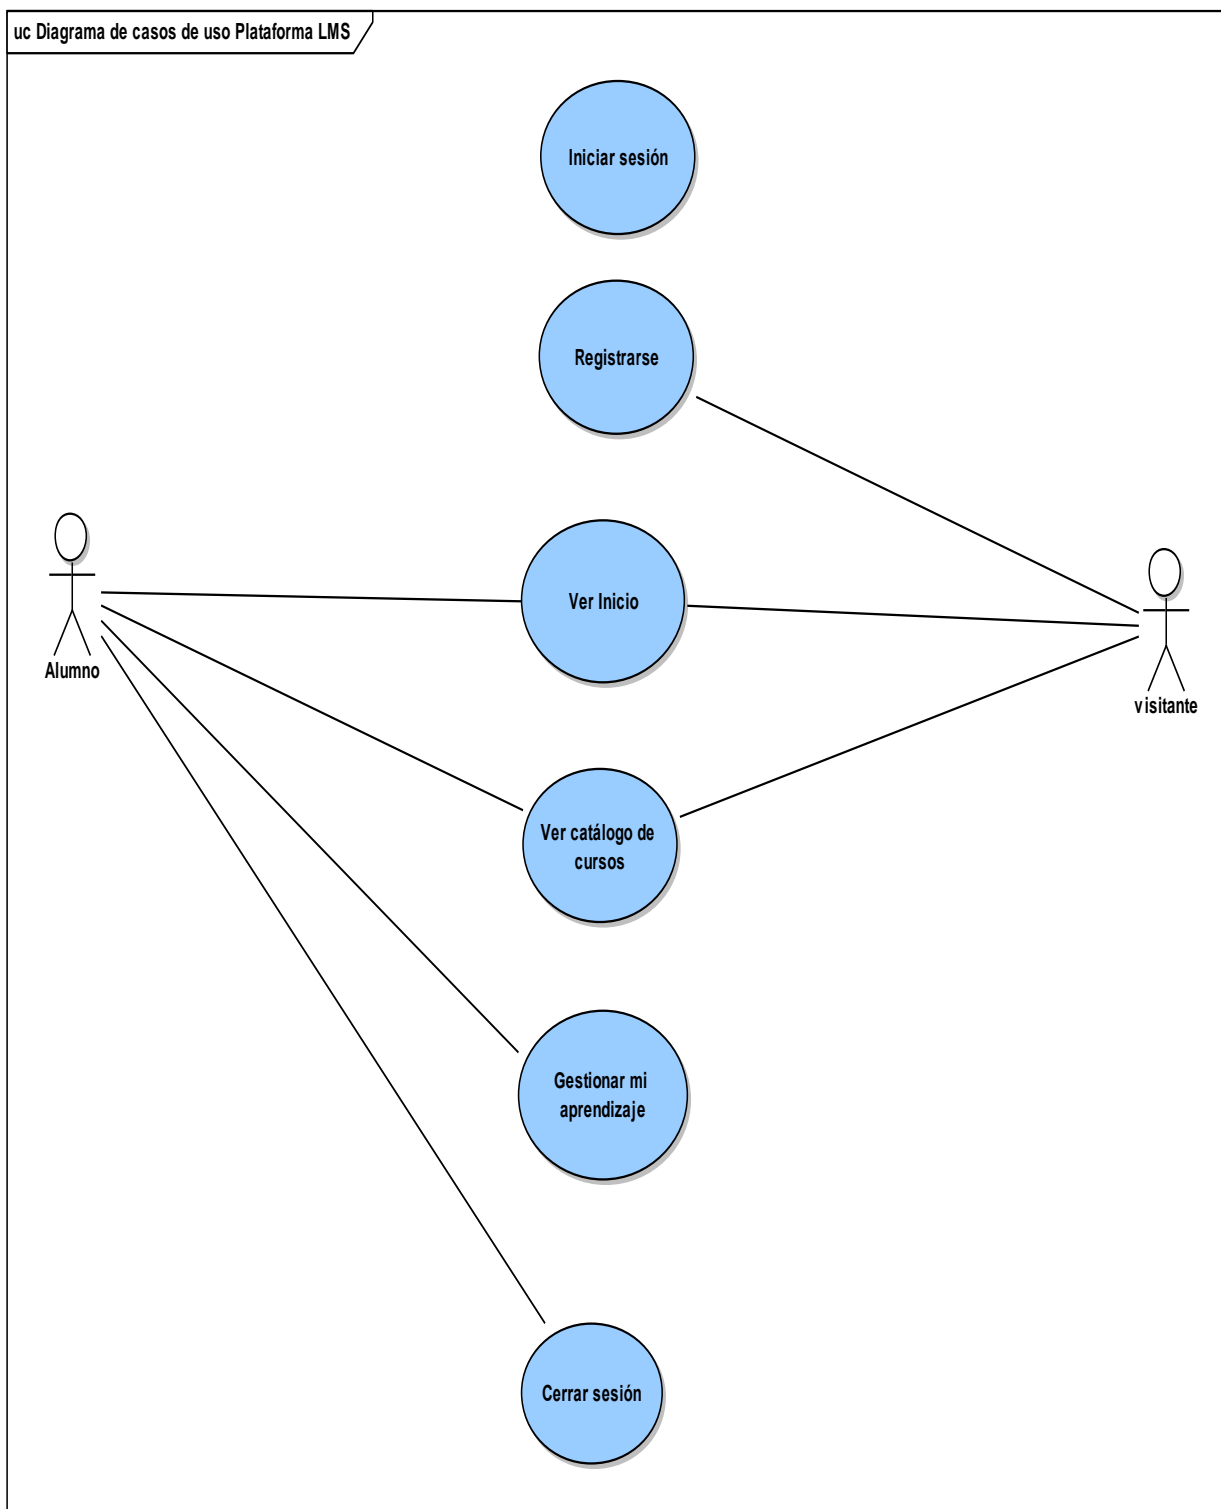 uc Diagrama de casos de uso Plataforma LMS
Iniciar sesión
Registrarse
Ver Inicio
Alumno
visitante
Ver catálogo de
cursos
Gestionar mi
aprendizaje
Cerrar sesión